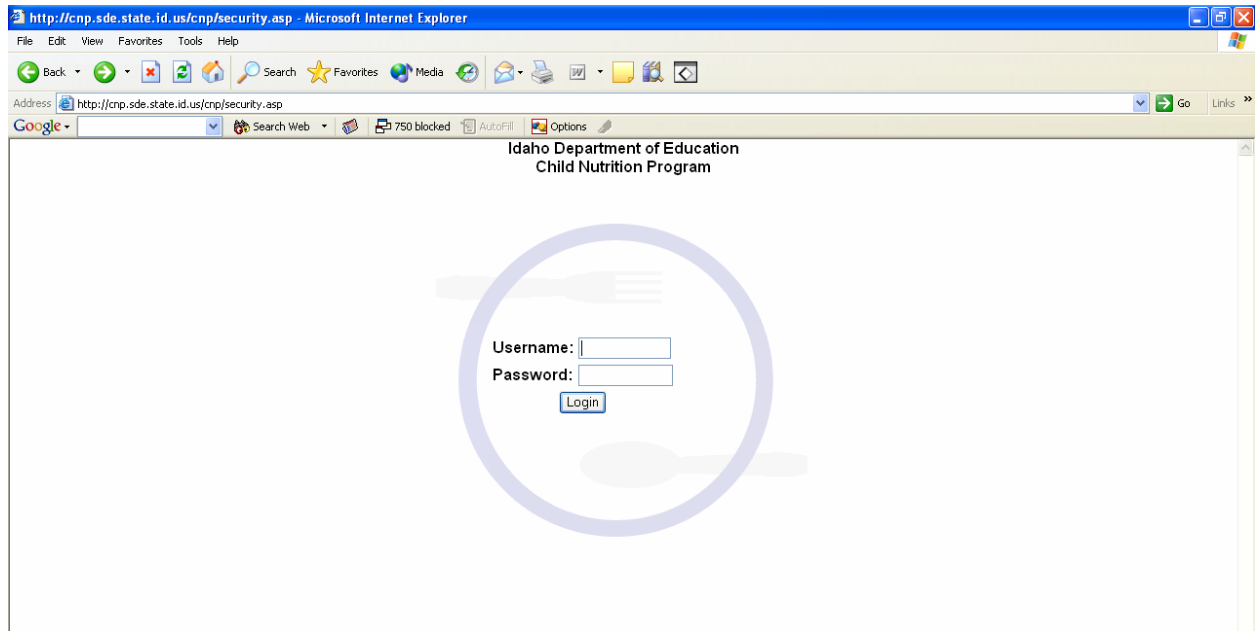 http://cnp.sde.state.id.us/cnp/security.asp - Microsoft Internet Explorer
File Edit View Favorites Tools Help
Back Search Favorites Media W
Address http://cnp.sde.state.id.us/cnp/security.asp Go Links »
Google Search Web 750 blocked AutoFill Options
Idaho Department of Education
Child Nutrition Program
Username:
Password:
Login